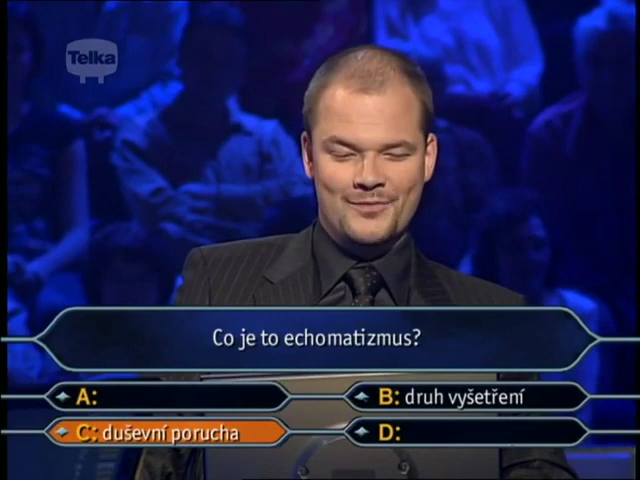 Telka
Co je to echomatizmus?
A:
B: druh vyšetření
C: duševní porucha
D: